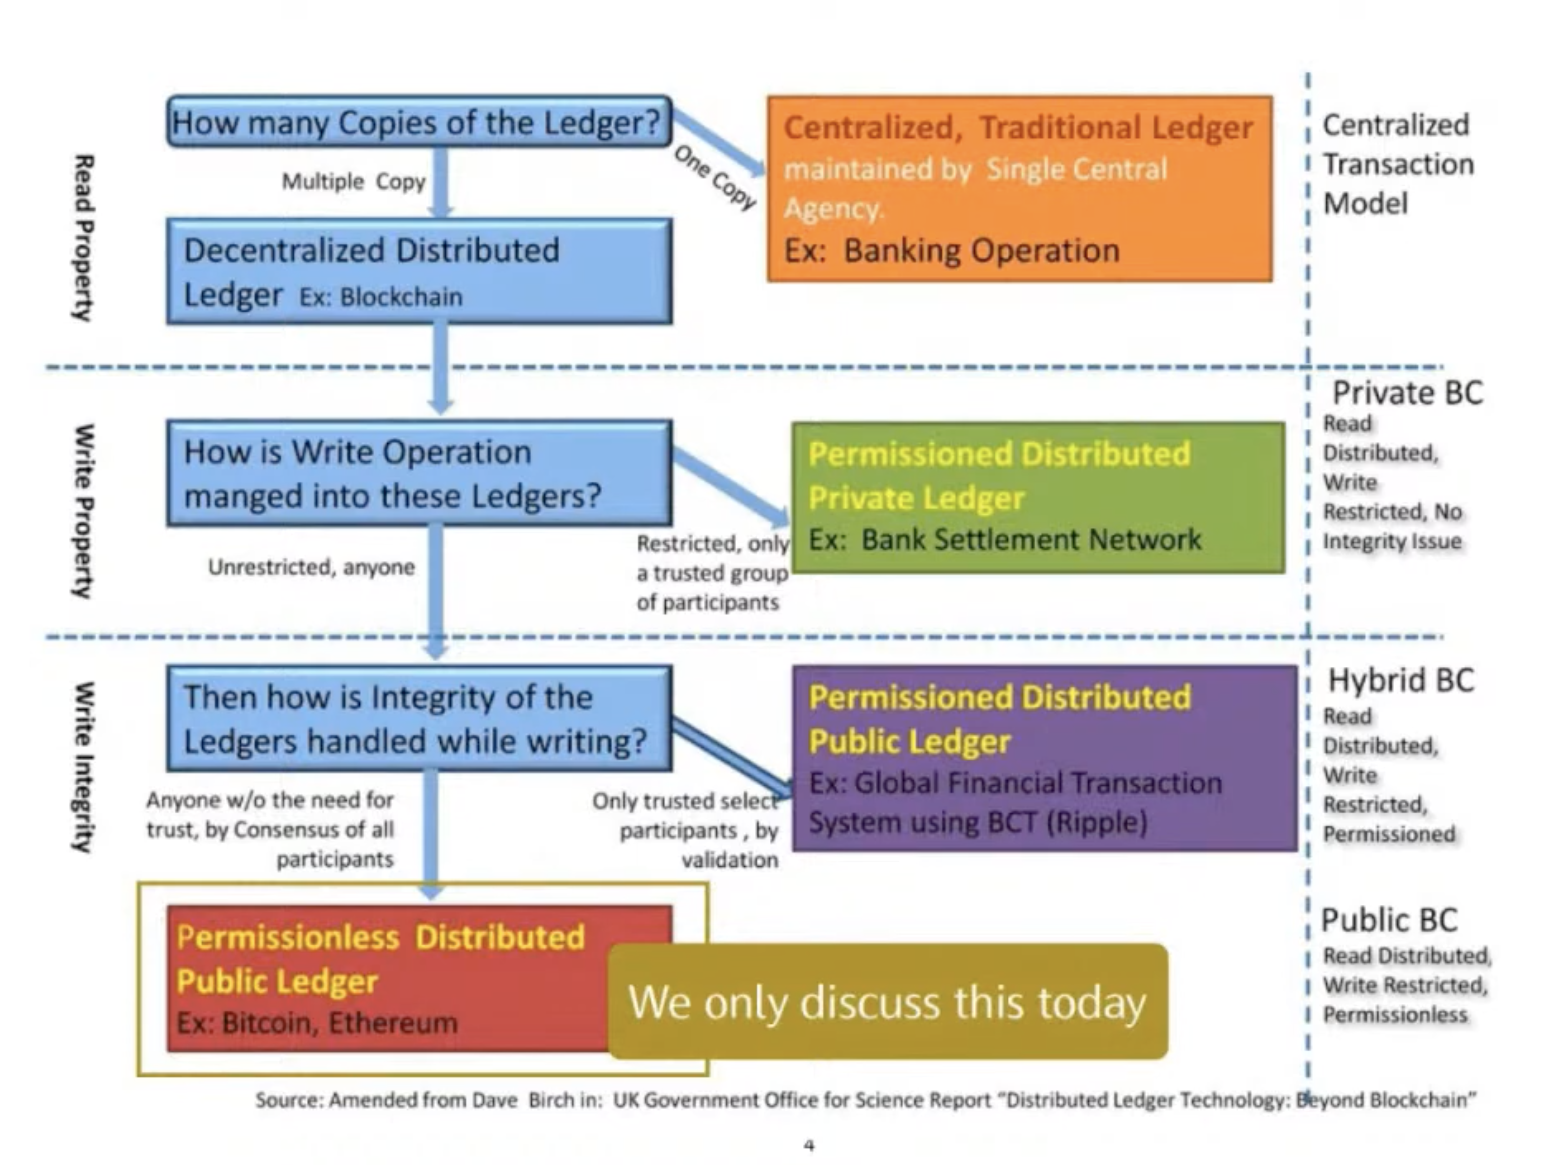 How many Copies of the Ledger?
One Copy
Multiple Copy
Centralized, Traditional Ledger
maintained by Single Central
Agency.
Ex: Banking Operation
Centralized
Transaction
Model
Read Property
Decentralized Distributed
Ledger Ex: Blockchain
Write Property
How is Write Operation
manged into these Ledgers?
Unrestricted, anyone
Restricted, only
a trusted group
of participants
Permissioned Distributed
Private Ledger
Ex: Bank Settlement Network
Private BC
Read
Distributed,
Write
Restricted, No
Integrity Issue
Write Integrity
Then how is Integrity of the
Ledgers handled while writing?
Anyone w/o the need for
trust, by Consensus of all
participants
Only trusted select
participants , by
validation
Permissioned Distributed
Public Ledger
Ex: Global Financial Transaction
System using BCT (Ripple)
Hybrid BC
Read
Distributed,
Write
Restricted,
Permissioned
Permissionless Distributed
Public Ledger
Ex: Bitcoin, Ethereum
We only discuss this today
Public BC
Read Distributed,
Write Restricted,
Permissionless
Source: Amended from Dave Birch in: UK Government Office for Science Report “Distributed Ledger Technology: Beyond Blockchain”
4